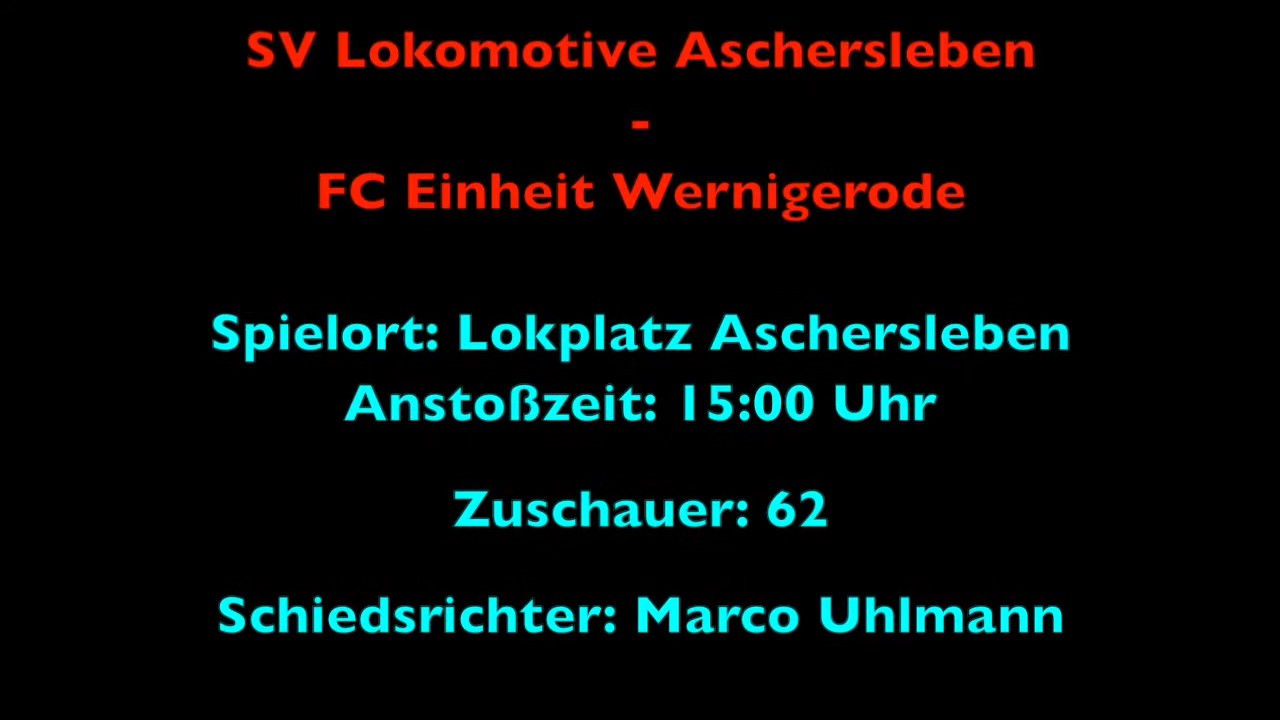 SV Lokomotive Aschersleben
-
FC Einheit Wernigerode
Spielort: Lokplatz Aschersleben
Anstoßzeit: 15:00 Uhr
Zuschauer: 62
Schiedsrichter: Marco Uhlmann